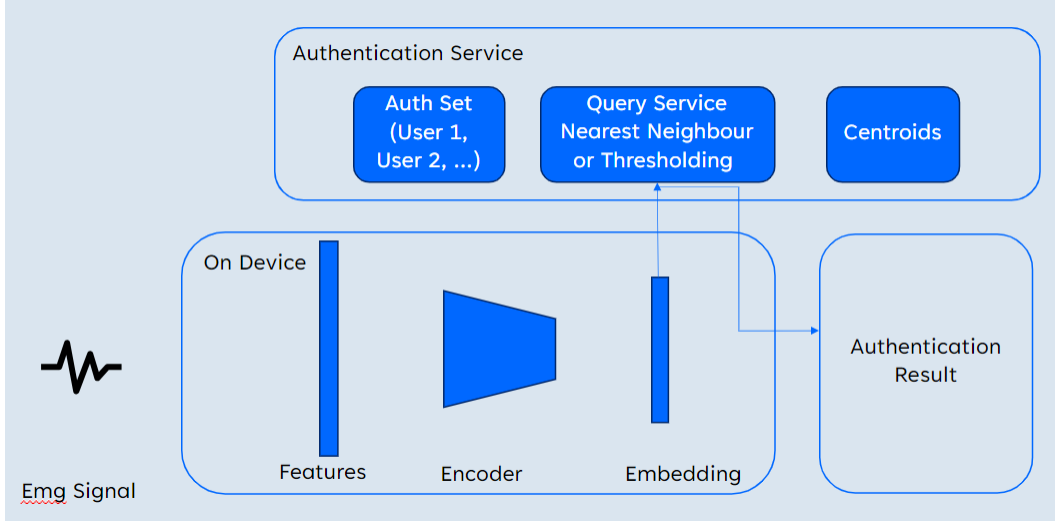 Authentication Service
Auth Set
(User 1,
User 2, ...)
Query Service
Nearest Neighbour
or Thresholding
Centroids
On Device
Features
Encoder
Embedding
Emg Signal
Authentication
Result